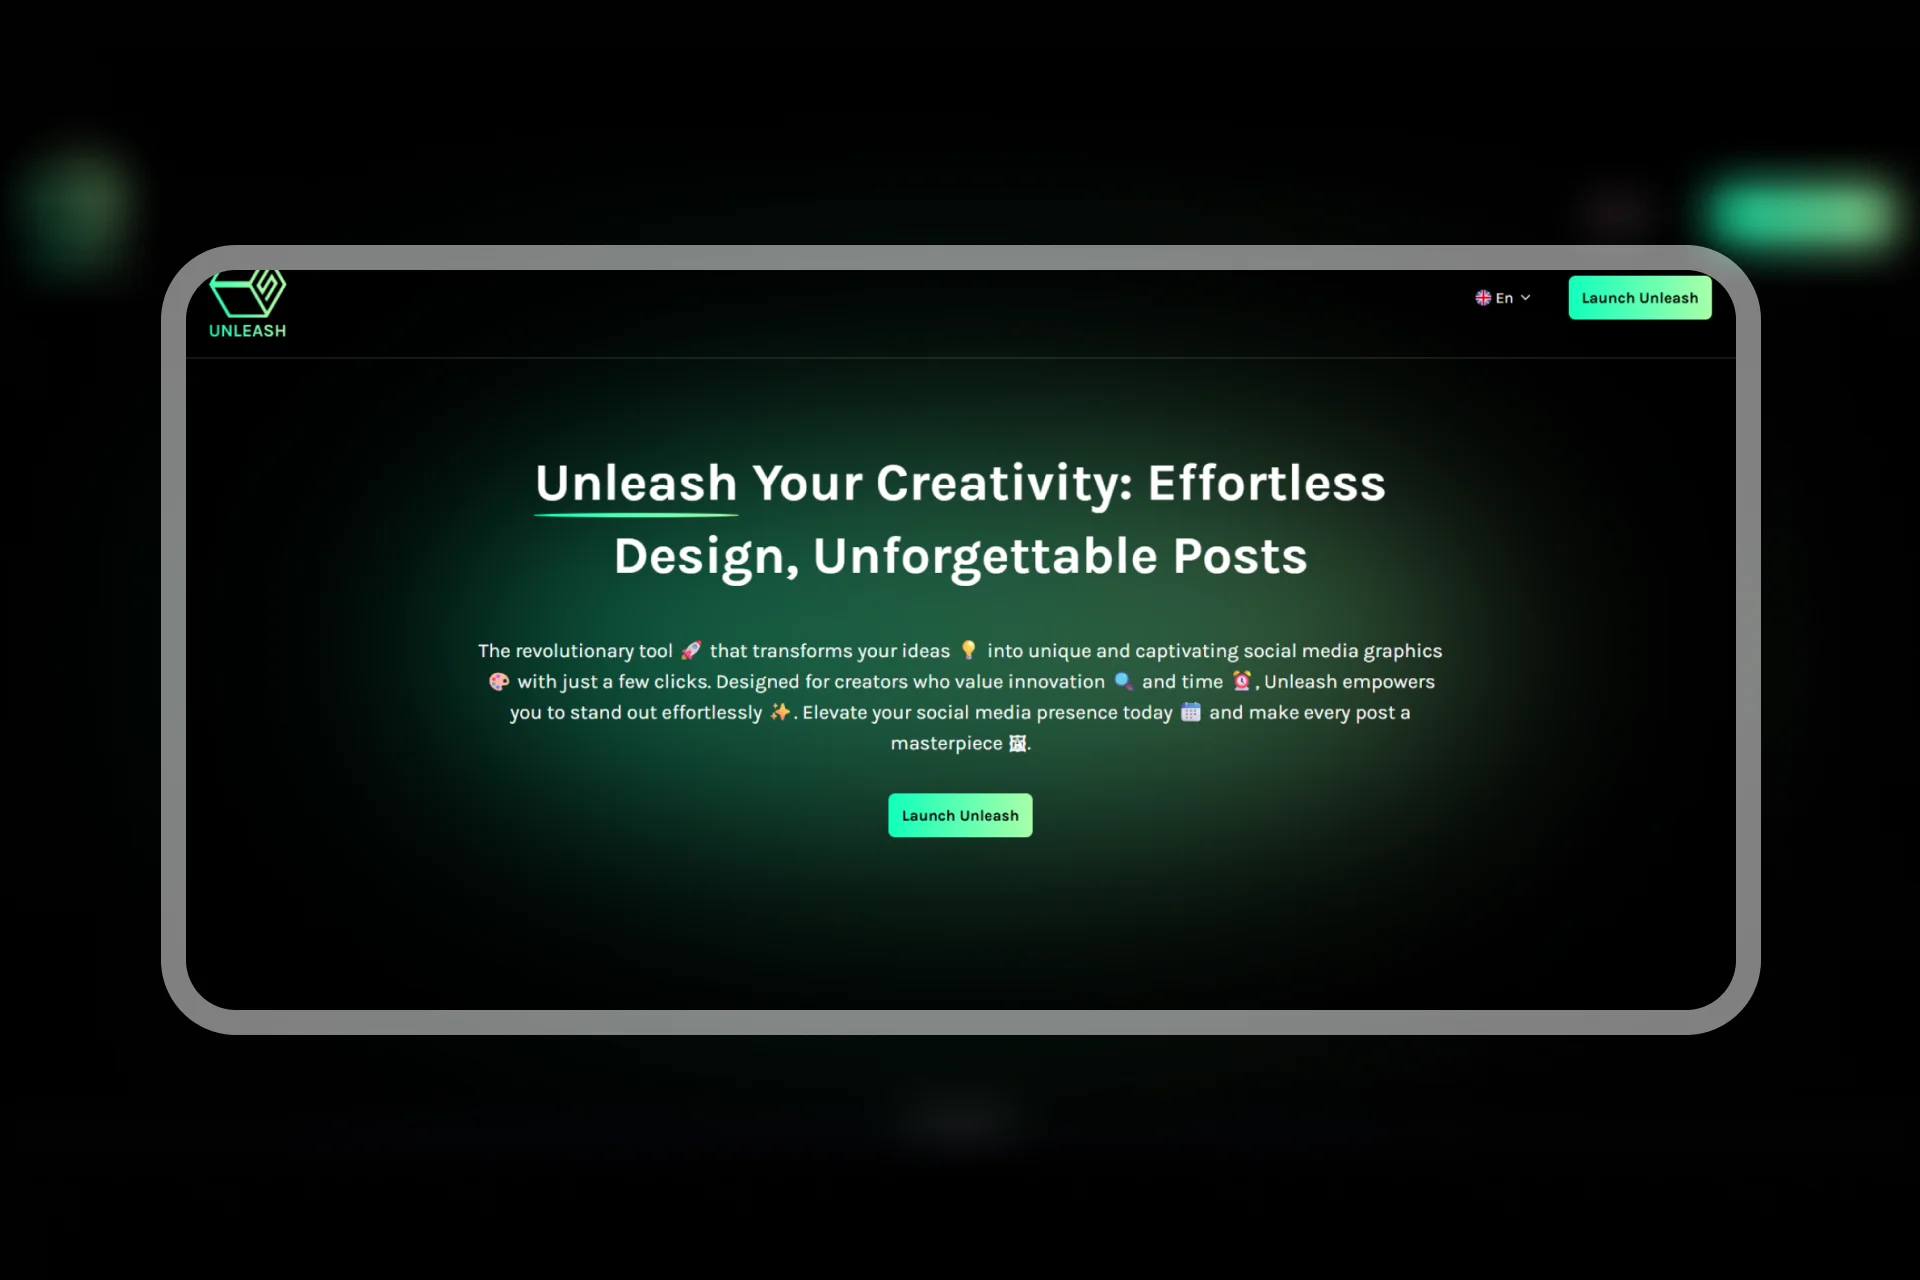 UNLEASH
🇬🇧 En
Launch Unleash
Unleash Your Creativity: Effortless
Design, Unforgettable Posts
The revolutionary tool 🚀 that transforms your ideas 💡 into unique and captivating social media graphics
🎨 with just a few clicks. Designed for creators who value innovation 🔍 and time ⏰, Unleash empowers
you to stand out effortlessly ✨. Elevate your social media presence today 📅 and make every post a
masterpiece 🖼.
Launch Unleash